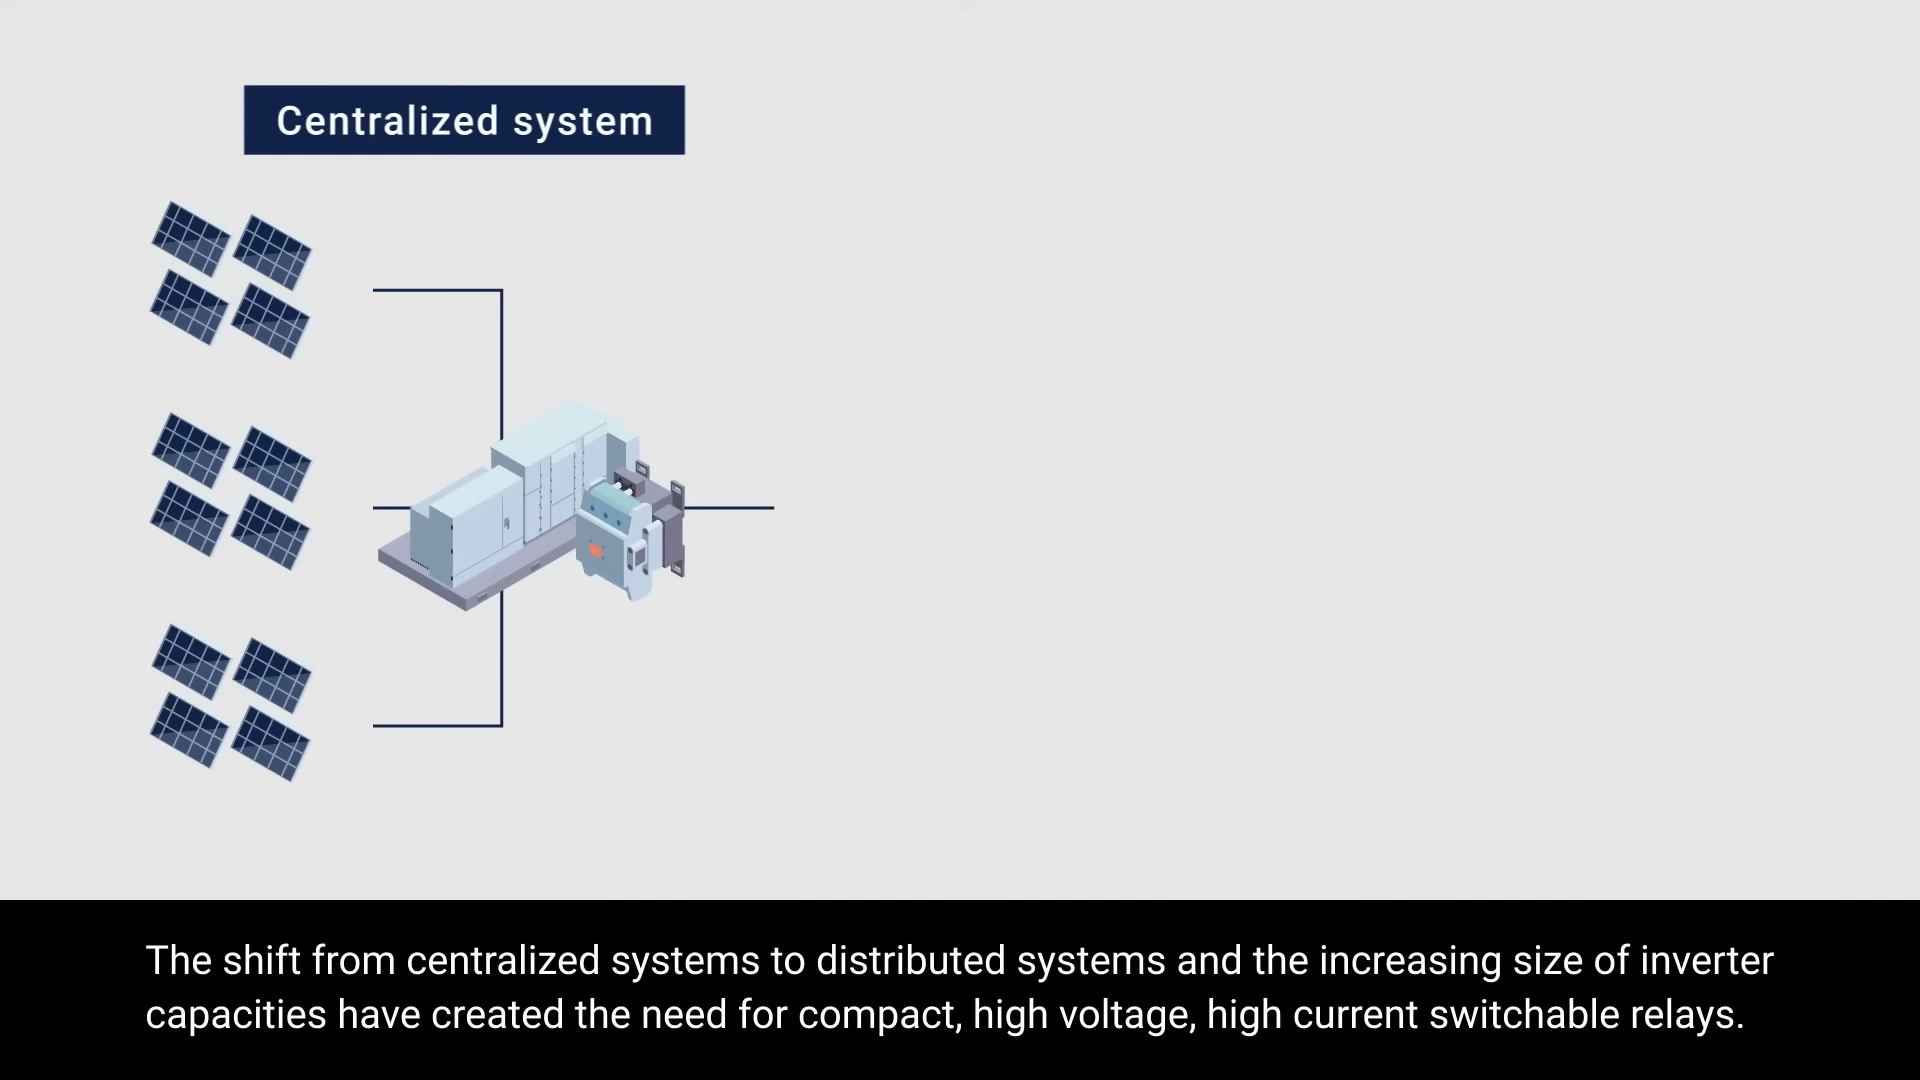 Centralized system
The shift from centralized systems to distributed systems and the increasing size of inverter
capacities have created the need for compact, high voltage, high current switchable relays.